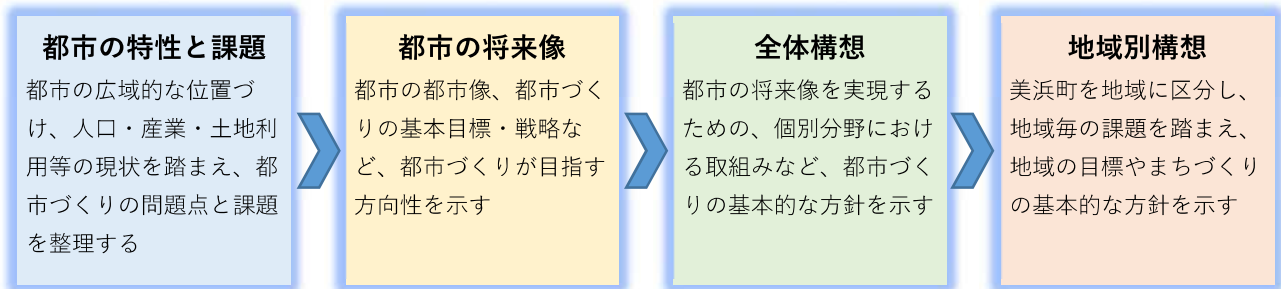 都市の特性と課題
都市の広域的な位置づ
け、人口・産業・土地利
用等の現状を踏まえ、都
市づくりの問題点と課題
を整理する
都市の将来像
都市の都市像、都市づく
りの基本目標・戦略な
ど、都市づくりが目指す
方向性を示す
全体構想
都市の将来像を実現する
ための、個別分野におけ
る取組みなど、都市づく
りの基本的な方針を示す
地域別構想
美浜町を地域に区分し、
地域毎の課題を踏まえ、
地域の目標やまちづくり
の基本的な方針を示す